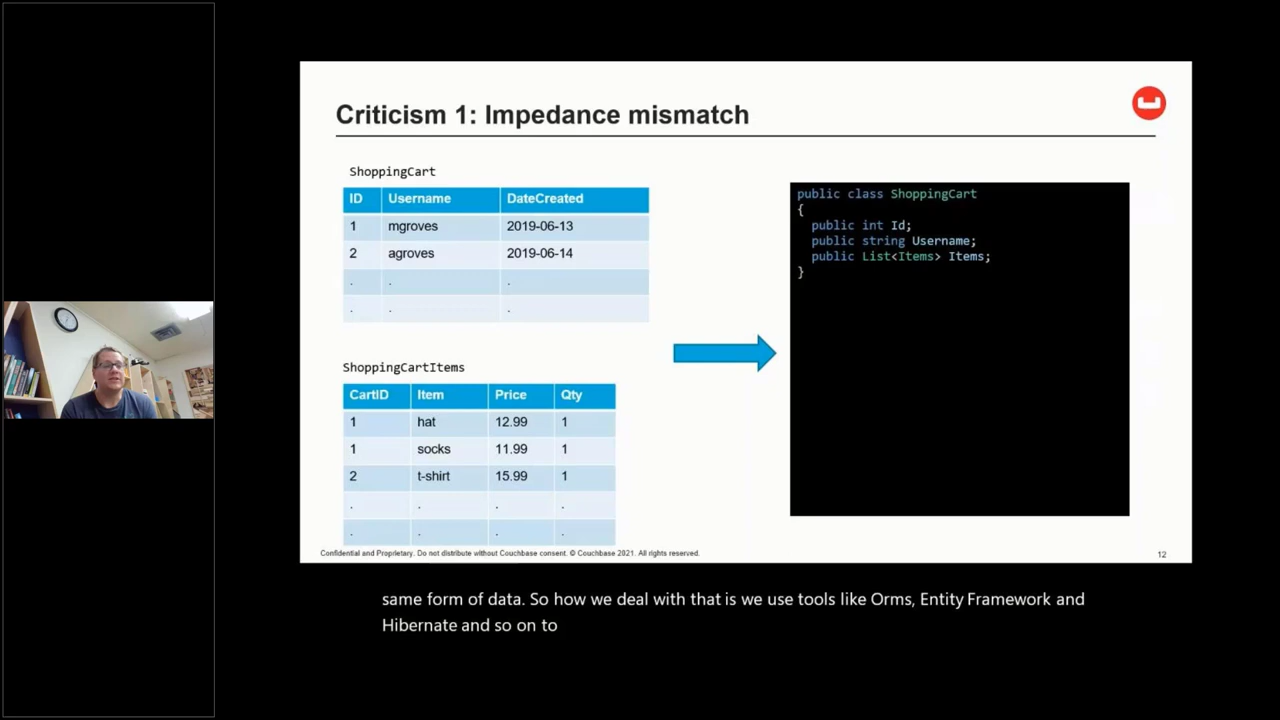 Criticism 1: Impedance mismatch
ShoppingCart
ID Username DateCreated
1 mgroves 2019-06-13
2 agroves 2019-06-14
. . .
. . .
ShoppingCartItems
CartID Item Price Qty
1 hat 12.99 1
1 socks 11.99 1
2 t-shirt 15.99 1
. . . .
. . . .
public class ShoppingCart
{
public int Id;
public string Username;
public List<Items> Items;
}
Confidential and Proprietary. Do not distribute without Couchbase consent. © Couchbase 2021. All rights reserved.
12
same form of data. So how we deal with that is we use tools like Orms, Entity Framework and
Hibernate and so on to